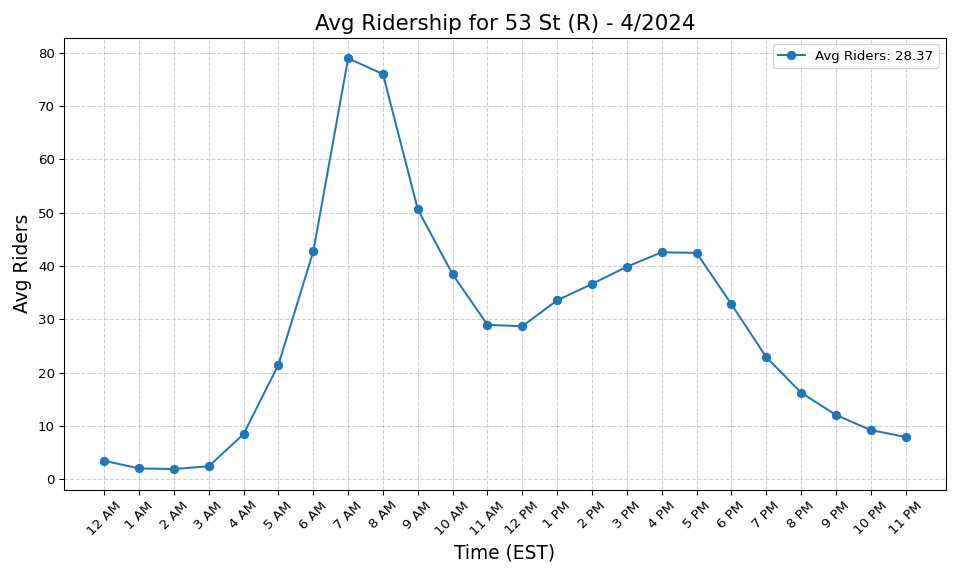 Avg Ridership for 53 St (R) - 4/2024
Avg Riders: 28.37
Avg Riders
80
70
60
50
40
30
20
10
0
12 AM
1 AM
2 AM
3 AM
4 AM
5 AM
6 AM
7 AM
8 AM
9 AM
10 AM
11 AM
12 PM
1 PM
2 PM
3 PM
4 PM
5 PM
6 PM
7 PM
8 PM
9 PM
10 PM
11 PM
Time (EST)